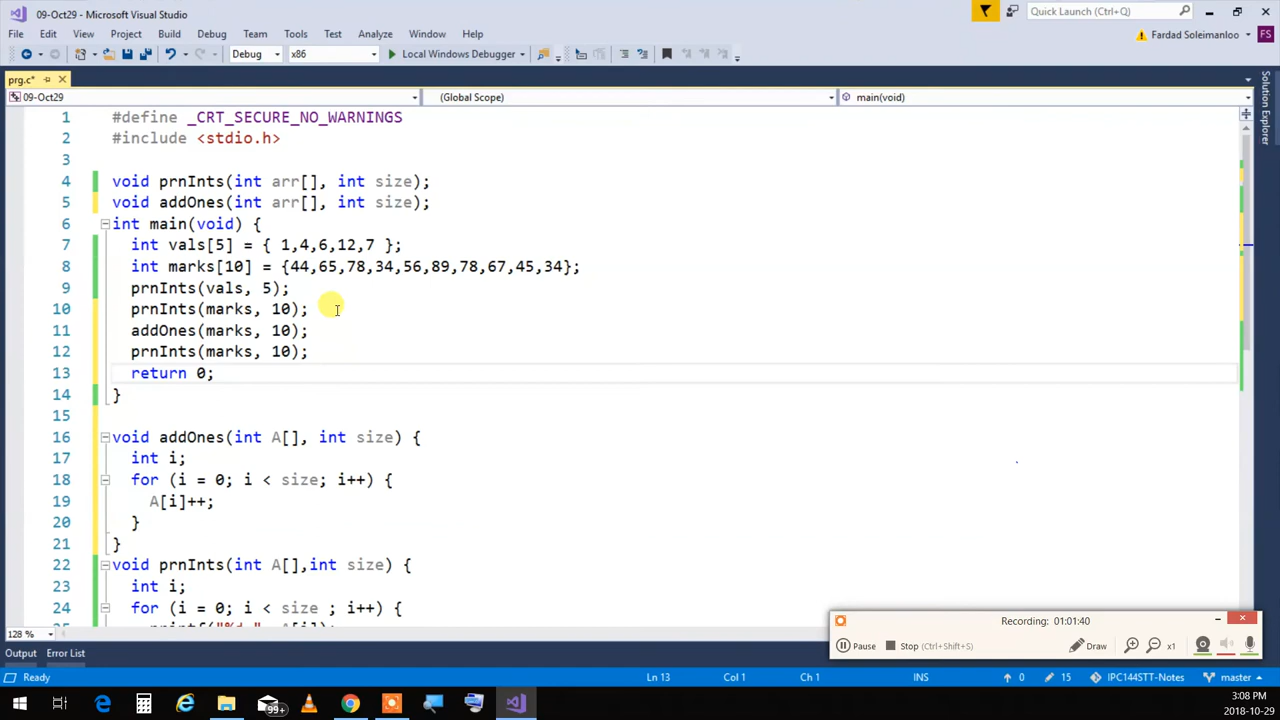 09-Oct29 - Microsoft Visual Studio
Quick Launch (Ctrl+Q)
File Edit View Project Build Debug Team Tools Test Analyze Window Help
Fardad Soleimanloo FS
Debug x86 Local Windows Debugger
prg.c*
09-Oct29 (Global Scope) main(void)
Solution Explorer
1 #define _CRT_SECURE_NO_WARNINGS
2 #include <stdio.h>
3
4 void prnInts(int arr[], int size);
5 void addOnes(int arr[], int size);
6 int main(void) {
7 int vals[5] = { 1,4,6,12,7 };
8 int marks[10] = {44,65,78,34,56,89,78,67,45,34};
9 prnInts(vals, 5);
10 prnInts(marks, 10);
11 addOnes(marks, 10);
12 prnInts(marks, 10);
13 return 0;
14 }
15
16 void addOnes(int A[], int size) {
17 int i;
18 for (i = 0; i < size; i++) {
19 A[i]++;
20 }
21 }
22 void prnInts(int A[],int size) {
23 int i;
24 for (i = 0; i < size ; i++) {
Recording: 01:01:40
Pause Stop (Ctrl+Shift+S) Draw x1
128 %
Output Error List
Ready Ln 13 Col 1 Ch 1 INS 0 15 IPC144STT-Notes master
99+
3:08 PM
2018-10-29